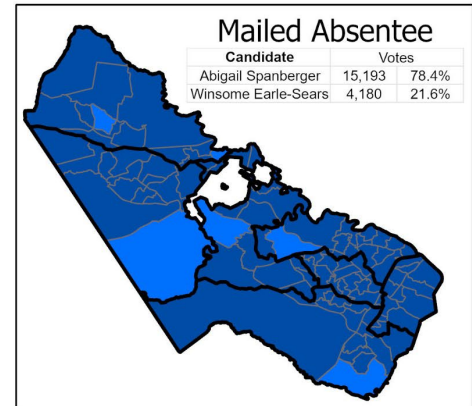 Mailed Absentee
Candidate Votes
Abigail Spanberger 15,193 78.4%
Winsome Earle-Sears 4,180 21.6%